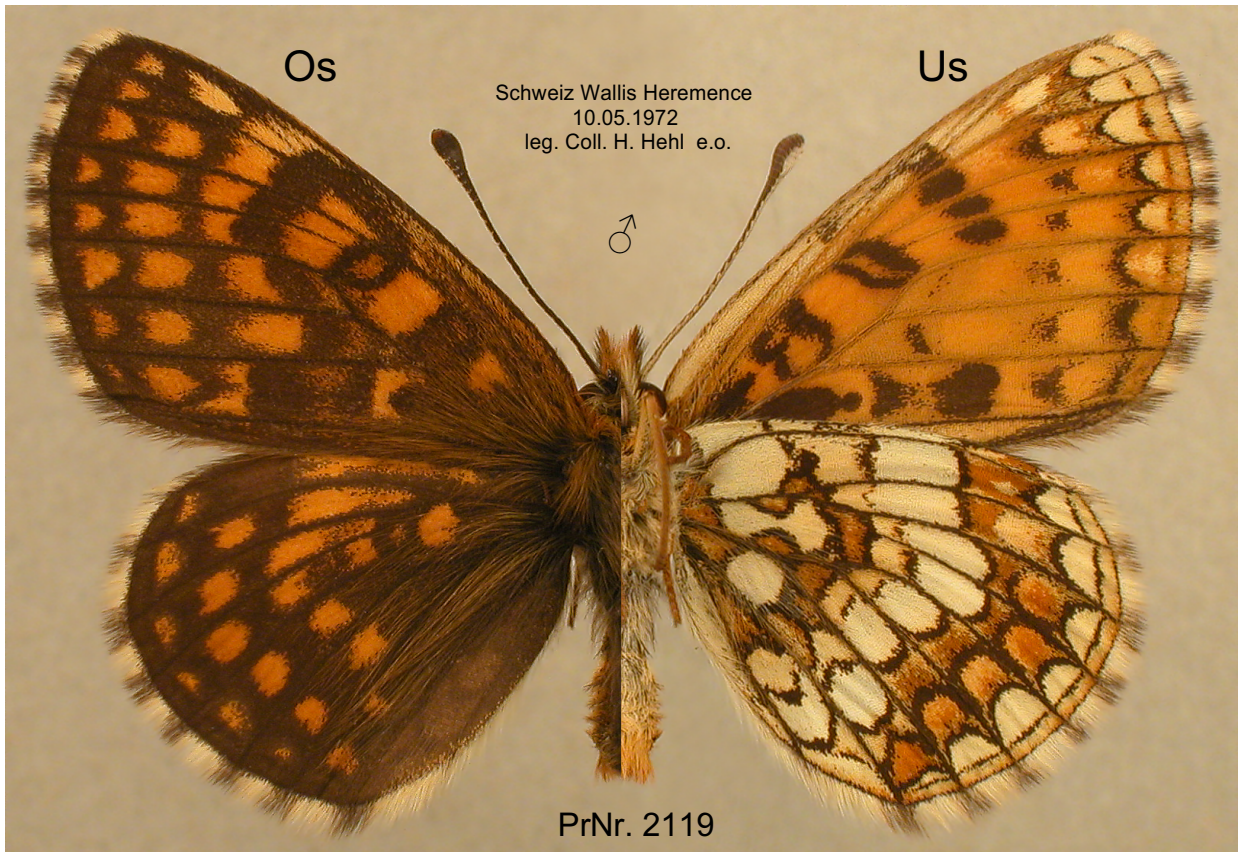 Os
Us
Schweiz Wallis Heremence
10.05.1972
leg. Coll. H. Hehl e.o.
♂
PrNr. 2119